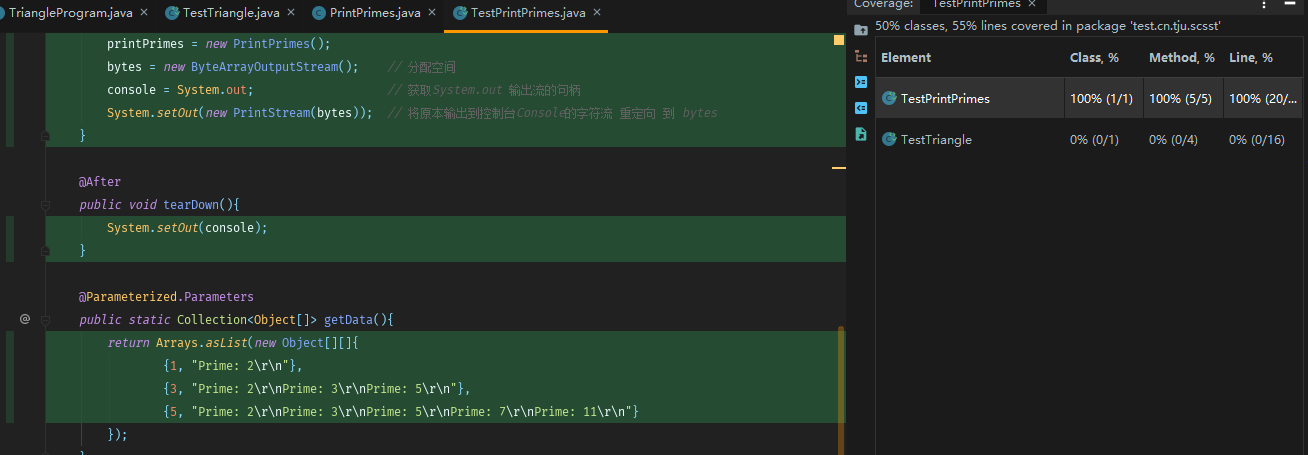 TriangleProgram.java × TestTriangle.java × PrintPrimes.java × TestPrintPrimes.java ×
printPrimes = new PrintPrimes();
bytes = new ByteArrayOutputStream(); // 分配空间
console = System.out; // 获取System.out 输出流的句柄
System.setOut(new PrintStream(bytes)); // 将原本输出到控制台Console的字符流 重定向 到 bytes
}
@After
public void tearDown(){
System.setOut(console);
}
@Parameterized.Parameters
@ public static Collection<Object[]> getData(){
return Arrays.asList(new Object[][]{
{1, "Prime: 2\r\n"},
{3, "Prime: 2\r\nPrime: 3\r\nPrime: 5\r\n"},
{5, "Prime: 2\r\nPrime: 3\r\nPrime: 5\r\nPrime: 7\r\nPrime: 11\r\n"}
});
Coverage: TestPrintPrimes ×
50% classes, 55% lines covered in package 'test.cn.tju.scsst'
Element Class, % Method, % Line, %
TestPrintPrimes 100% (1/1) 100% (5/5) 100% (20/...
TestTriangle 0% (0/1) 0% (0/4) 0% (0/16)